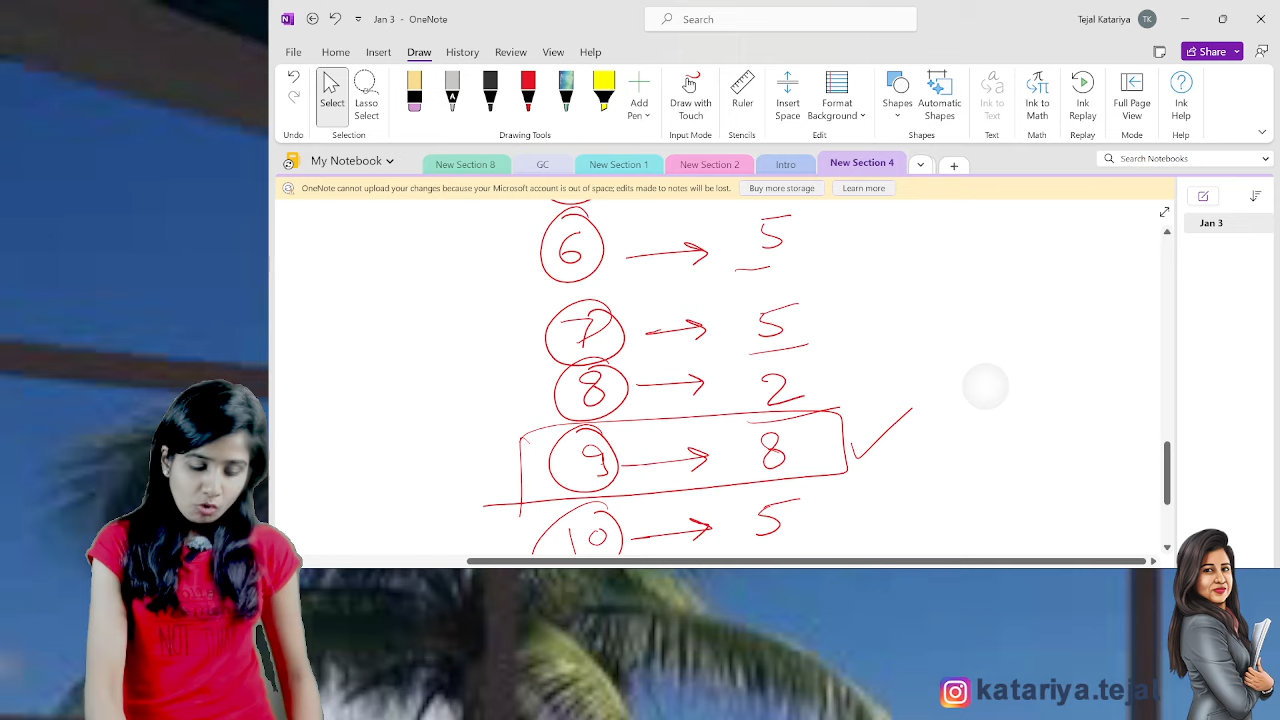 Jan 3 - OneNote
Search
Tejal Katariya
TK
File Home Insert Draw History Review View Help
Share
Select
Lasso Select
Add Pen
Draw with Touch
Ruler
Insert Space
Format Background
Shapes
Automatic Shapes
Ink to Text
Ink to Math
Ink Replay
Full Page View
Ink Help
Undo Selection Drawing Tools Input Mode Stencils Edit Shapes Text Math Replay Mode Help
My Notebook
Section 8 GC New Section 1 New Section 2 Intro New Section 4
Search Notebooks
OneNote cannot upload your changes because your Microsoft account is out of space; edits made to notes will be lost. Buy more storage Learn more
Jan 3
6 → 5
7 → 5
8 → 2
9 → 8
10 → 5
katariya.tejal